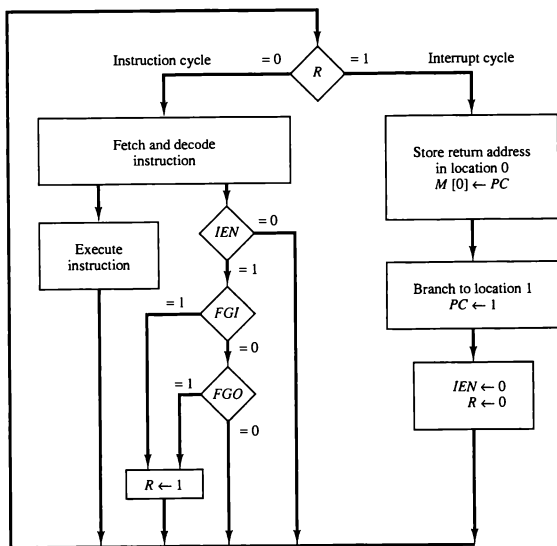 Instruction cycle
= 0
R
= 1
Interrupt cycle
Fetch and decode
instruction
Store return address
in location 0
M [0] ← PC
IEN
= 0
= 1
Execute
instruction
Branch to location 1
PC ← 1
FGI
= 1
= 0
FGO
= 1
= 0
IEN ← 0
R ← 0
R ← 1